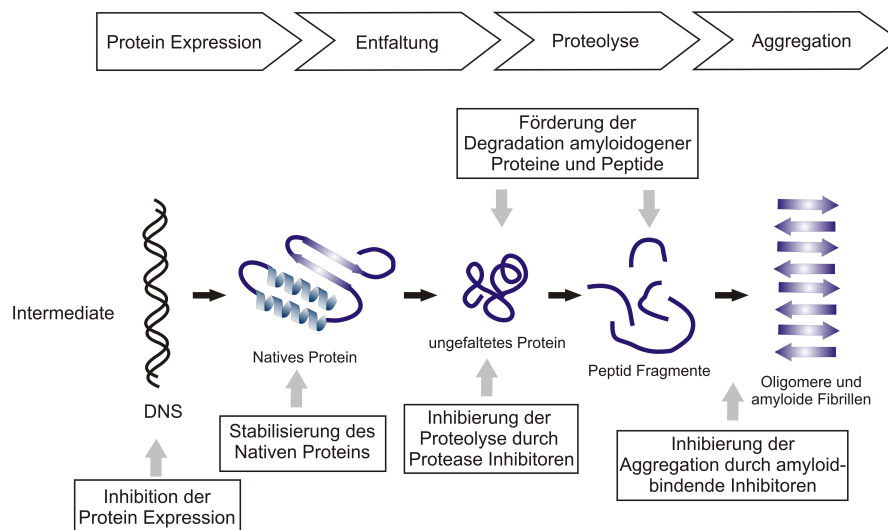 Protein Expression
Entfaltung
Proteolyse
Aggregation
Förderung der
Degradation amyloidogener
Proteine und Peptide
Intermediate
DNS
Natives Protein
ungefaltetes Protein
Peptid Fragmente
Oligomere und
amyloide Fibrillen
Inhibition der
Protein Expression
Stabilisierung des
Nativen Proteins
Inhibierung der
Proteolyse durch
Protease Inhibitoren
Inhibierung der
Aggregation durch amyloid-
bindende Inhibitoren